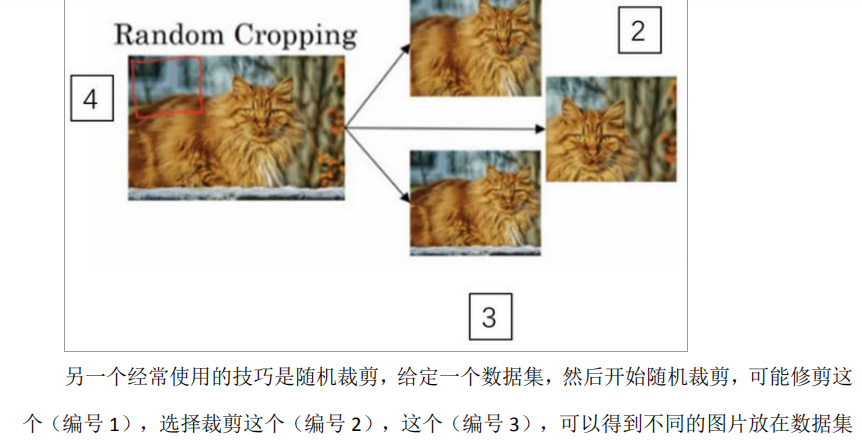 2
Random Cropping
4
3
另一个经常使用的技巧是随机裁剪，给定一个数据集，然后开始随机裁剪，可能修剪这
个（编号 1），选择裁剪这个（编号 2），这个（编号 3），可以得到不同的图片放在数据集